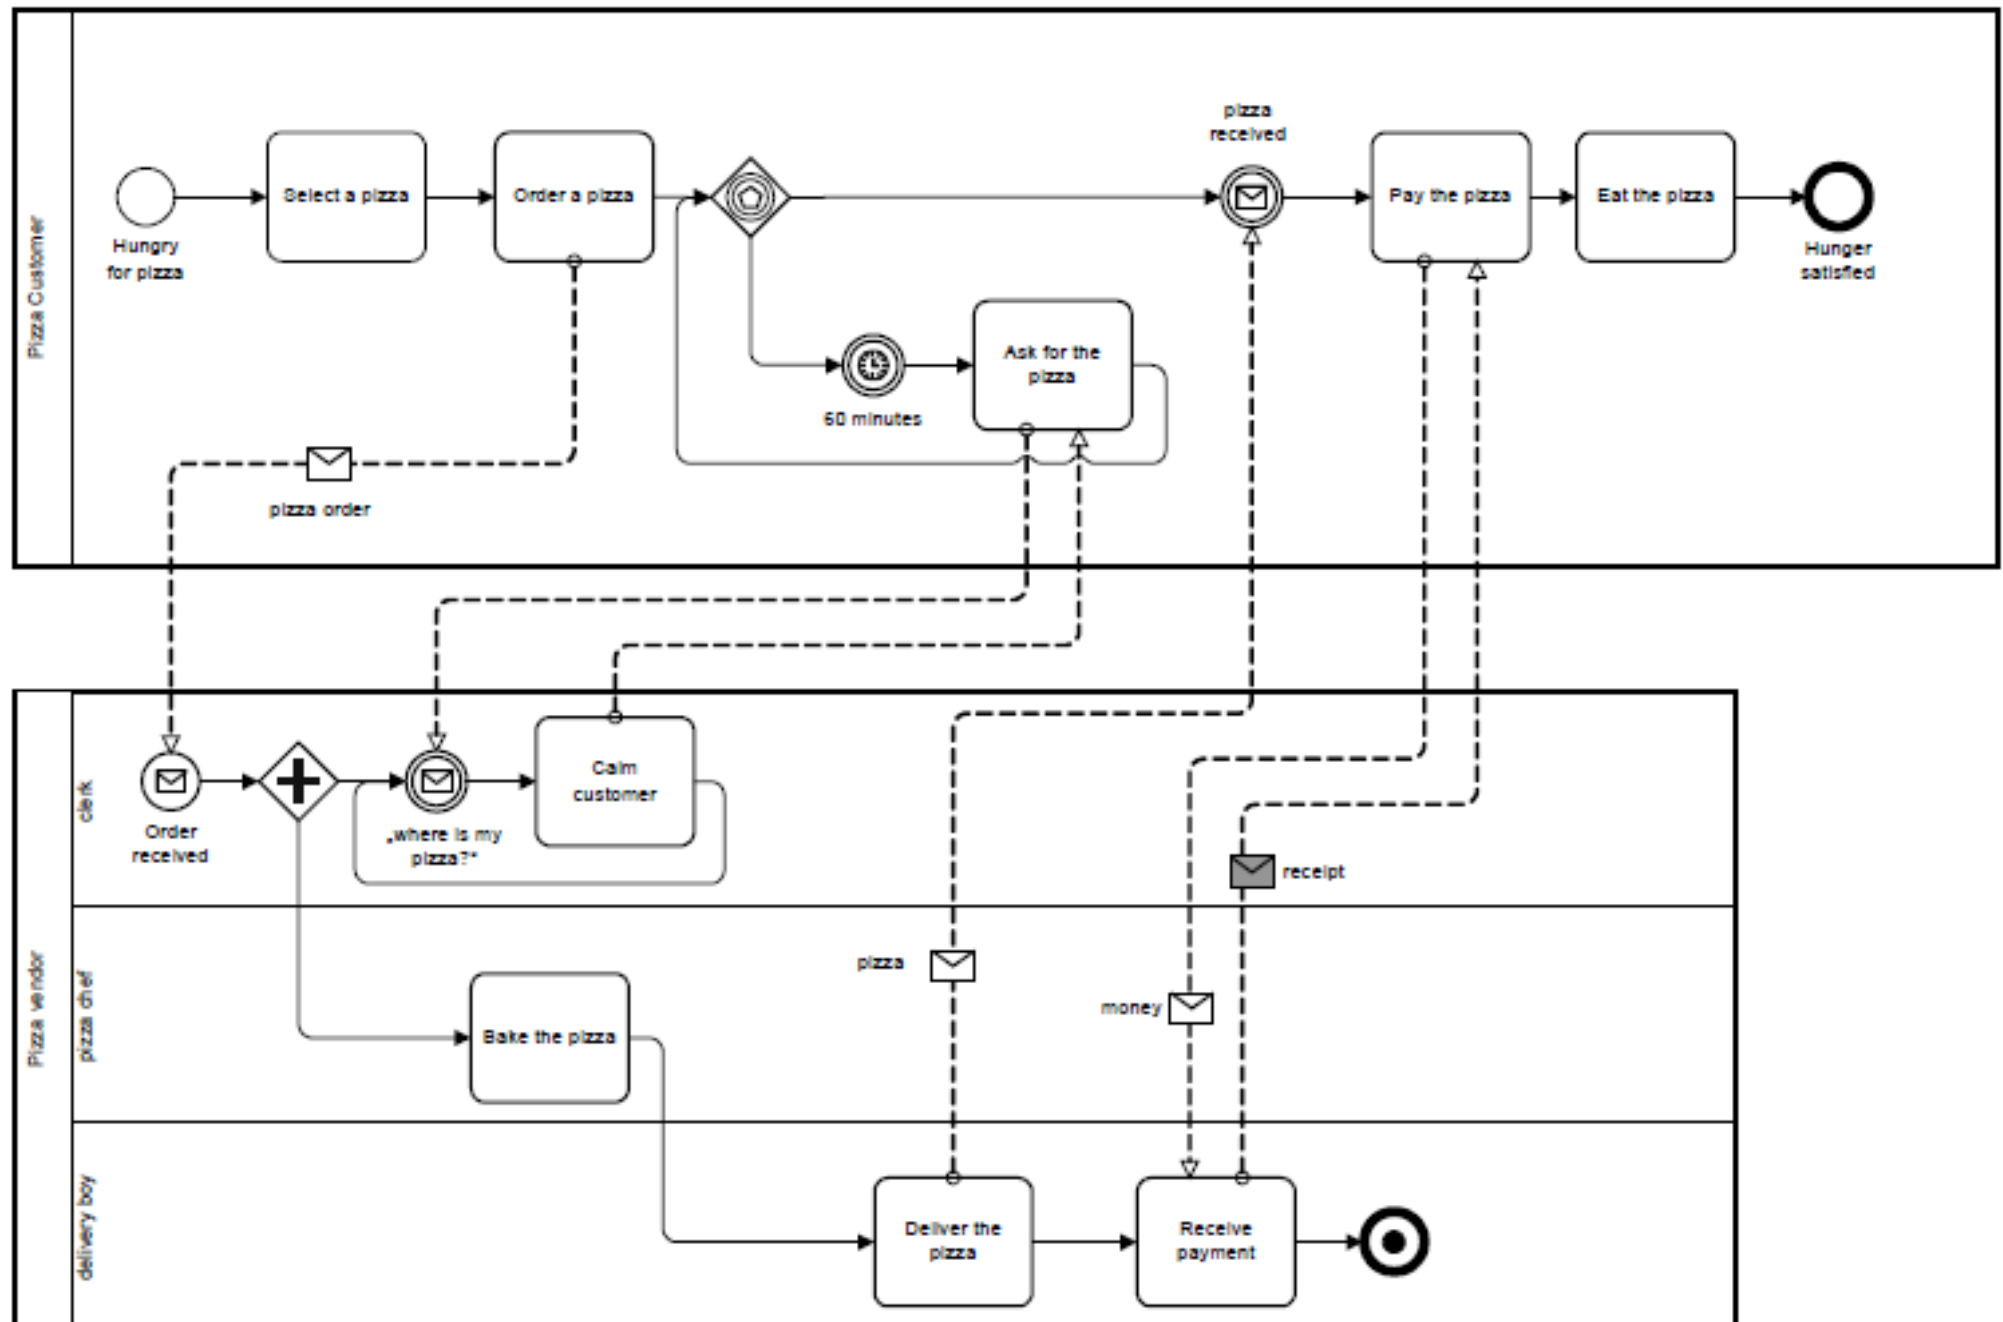 Pizza Customer
Hungry
for pizza
Select a pizza
Order a pizza
pizza
received
Pay the pizza
Eat the pizza
Hunger
satisfied
60 minutes
Ask for the
pizza
pizza order
Pizza vendor
clerk
Order
received
„where is my
pizza?“
Calm
customer
receipt
pizza chef
Bake the pizza
pizza
money
delivery boy
Deliver the
pizza
Receive
payment